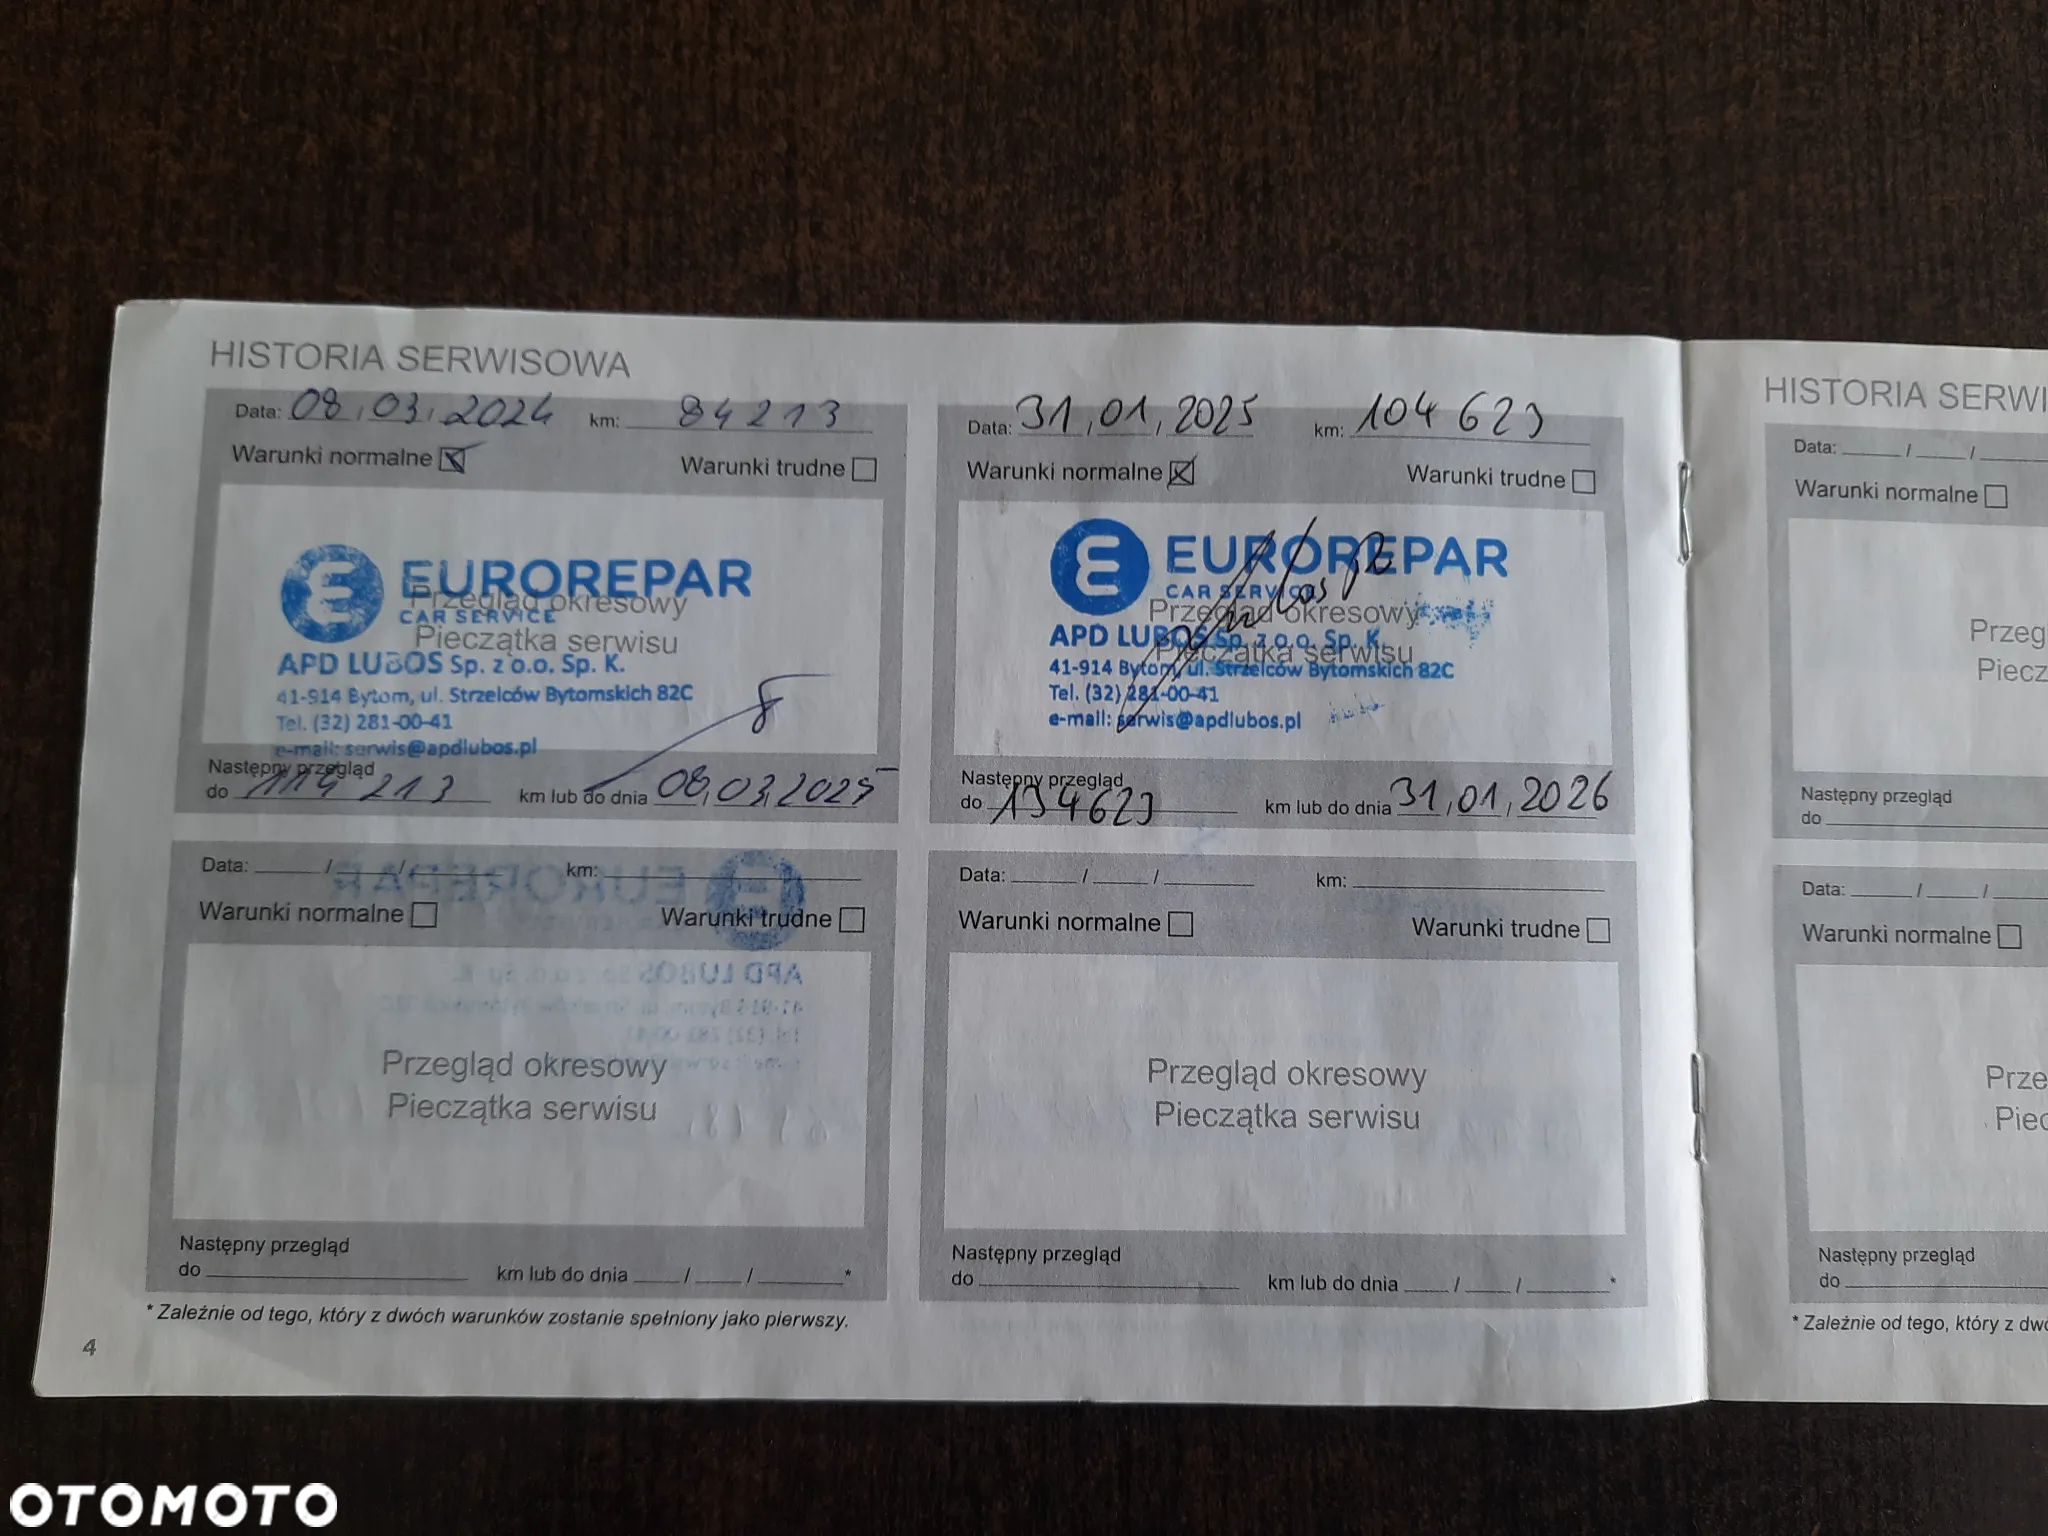 HISTORIA SERWISOWA
Data: 08, 03, 2024 km: 84213
Warunki normalne Warunki trudne
EUROREPAR
CAR SERVICE
Przegląd okresowy
Pieczątka serwisu
APD LUBOS Sp. z o.o. Sp. K.
41-914 Bytom, ul. Strzelców Bytomskich 82C
Tel. (32) 281-00-41
e-mail: serwis@apdlubos.pl
Następny przegląd
do 114 213 km lub do dnia 08, 03, 2025
Data: 31, 01, 2025 km: 104 623
Warunki normalne Warunki trudne
EUROREPAR
CAR SERVICE
Przegląd okresowy
Pieczątka serwisu
APD LUBOS Sp. z o.o. Sp. K.
41-914 Bytom, ul. Strzelców Bytomskich 82C
Tel. (32) 281-00-41
e-mail: serwis@apdlubos.pl
Następny przegląd
do 134623 km lub do dnia 31, 01, 2026
Data: / / km:
Warunki normalne Warunki trudne
Przegląd okresowy
Pieczątka serwisu
Następny przegląd
do km lub do dnia / / *
Data: / / km:
Warunki normalne Warunki trudne
Przegląd okresowy
Pieczątka serwisu
Następny przegląd
do km lub do dnia / / *
* Zależnie od tego, który z dwóch warunków zostanie spełniony jako pierwszy.
4
HISTORIA SERWI
Data: / /
Warunki normalne
Przeg
Piecz
Następny przegląd
do
Data: / /
Warunki normalne
Prze
Piec
Następny przegląd
do
* Zależnie od tego, który z dwó
OTOMOTO